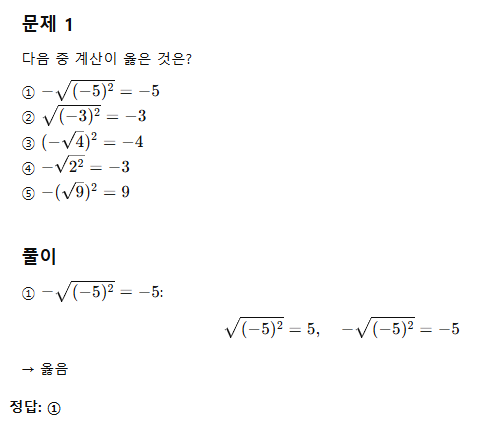 문제 1
다음 중 계산이 옳은 것은?
① −√(−5)² = −5
② √(−3)² = −3
③ (−√4)² = −4
④ −√2² = −3
⑤ −(√9)² = 9
풀이
① −√(−5)² = −5:
√(−5)² = 5, −√(−5)² = −5
→ 옳음
정답: ①